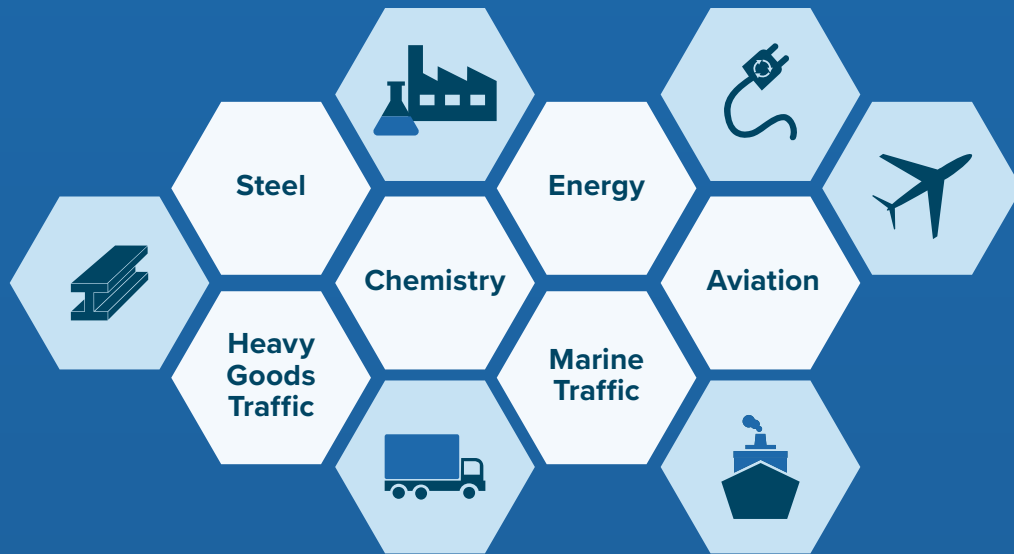 Steel
Energy
Chemistry
Aviation
Heavy
Goods
Traffic
Marine
Traffic